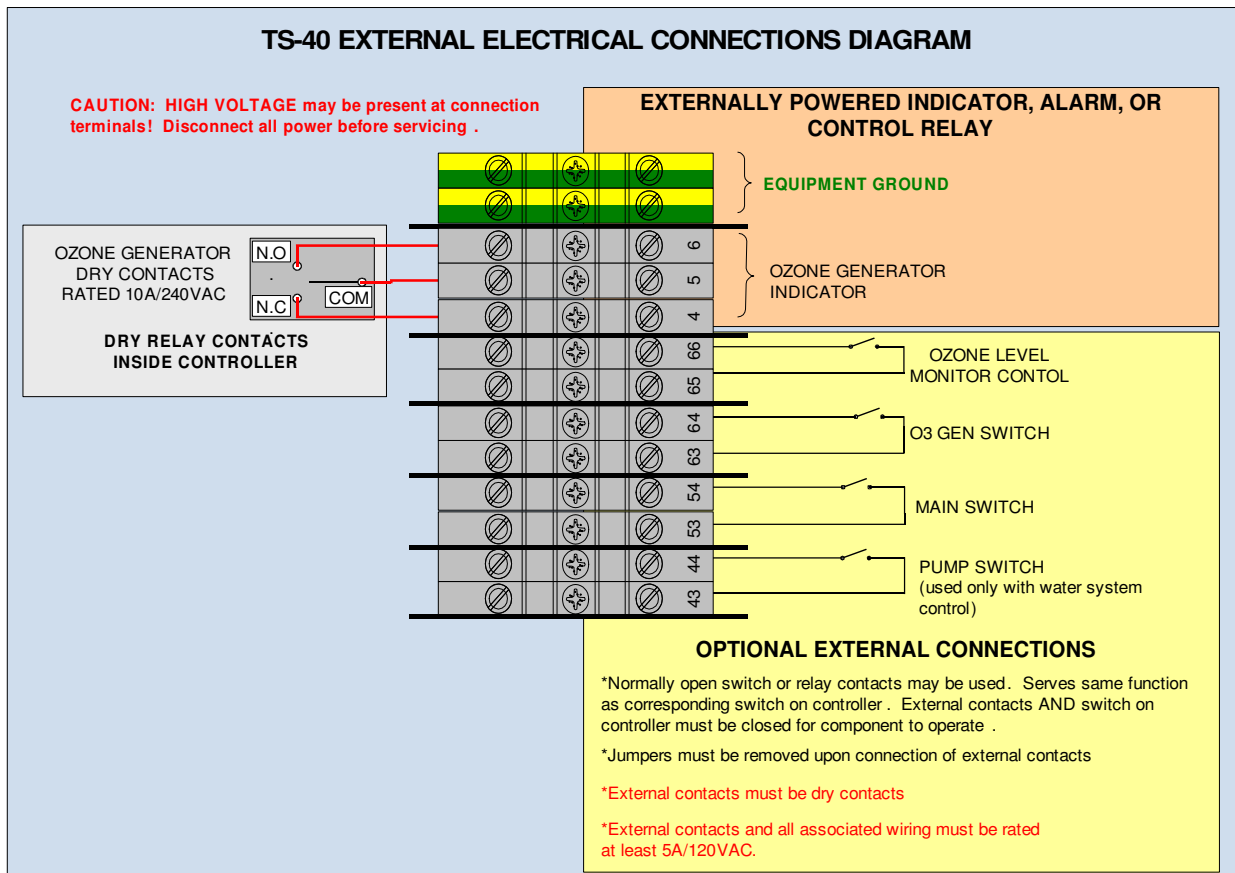 TS-40 EXTERNAL ELECTRICAL CONNECTIONS DIAGRAM
CAUTION: HIGH VOLTAGE may be present at connection
terminals! Disconnect all power before servicing .
EXTERNALLY POWERED INDICATOR, ALARM, OR
CONTROL RELAY
EQUIPMENT GROUND
OZONE GENERATOR
DRY CONTACTS
RATED 10A/240VAC
N.O
N.C
COM
DRY RELAY CONTACTS
INSIDE CONTROLLER
6
5
4
OZONE GENERATOR
INDICATOR
66
65
OZONE LEVEL
MONITOR CONTOL
64
63
O3 GEN SWITCH
54
53
MAIN SWITCH
44
43
PUMP SWITCH
(used only with water system
control)
OPTIONAL EXTERNAL CONNECTIONS
*Normally open switch or relay contacts may be used. Serves same function
as corresponding switch on controller . External contacts AND switch on
controller must be closed for component to operate .
*Jumpers must be removed upon connection of external contacts
*External contacts must be dry contacts
*External contacts and all associated wiring must be rated
at least 5A/120VAC.